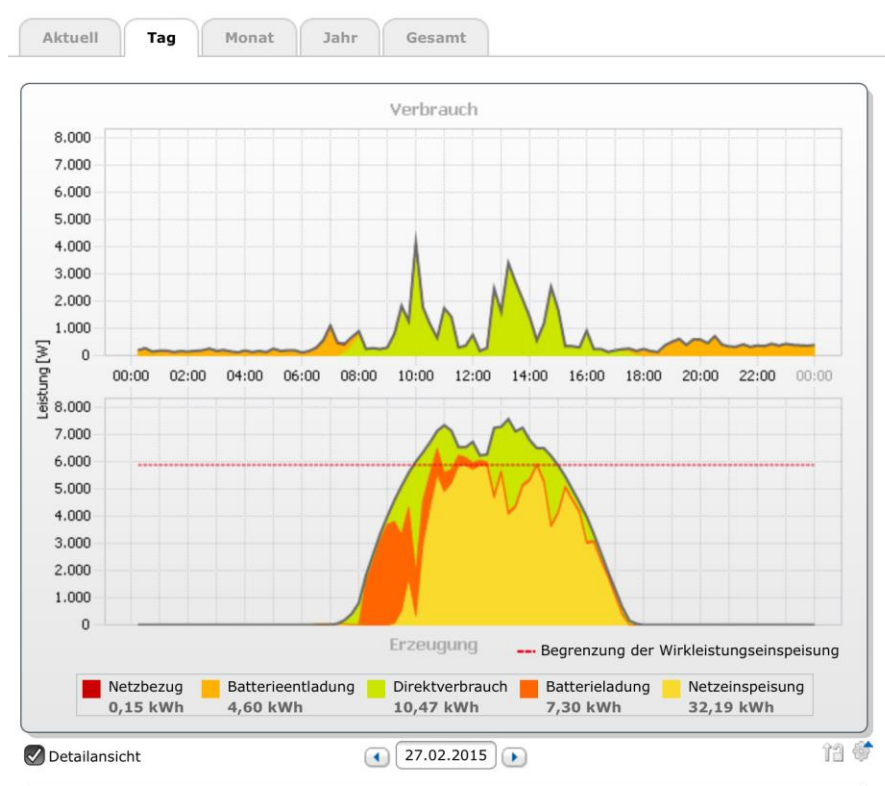 Aktuell Tag Monat Jahr Gesamt
Verbrauch
8.000
7.000
6.000
5.000
4.000
3.000
2.000
1.000
0
00:00 02:00 04:00 06:00 08:00 10:00 12:00 14:00 16:00 18:00 20:00 22:00 00:00
Leistung [W]
8.000
7.000
6.000
5.000
4.000
3.000
2.000
1.000
0
Erzeugung
Begrenzung der Wirkleistungseinspeisung
Netzbezug Batterieentladung Direktverbrauch Batterieladung Netzeinspeisung
0,15 kWh 4,60 kWh 10,47 kWh 7,30 kWh 32,19 kWh
Detailansicht 27.02.2015